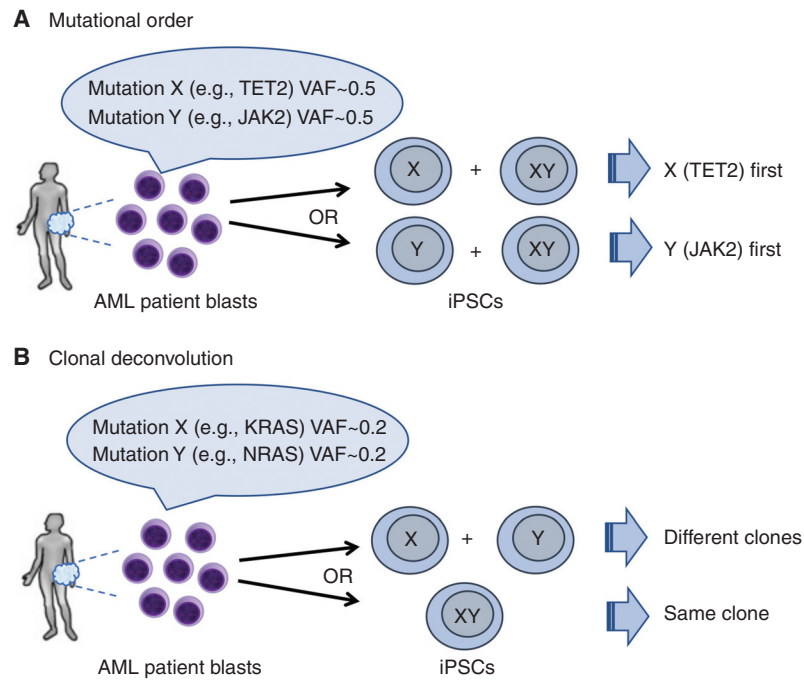 A Mutational order
Mutation X (e.g., TET2) VAF~0.5
Mutation Y (e.g., JAK2) VAF~0.5
X + XY X (TET2) first
OR
Y + XY Y (JAK2) first
AML patient blasts iPSCs
B Clonal deconvolution
Mutation X (e.g., KRAS) VAF~0.2
Mutation Y (e.g., NRAS) VAF~0.2
X + Y Different clones
OR
XY Same clone
AML patient blasts iPSCs